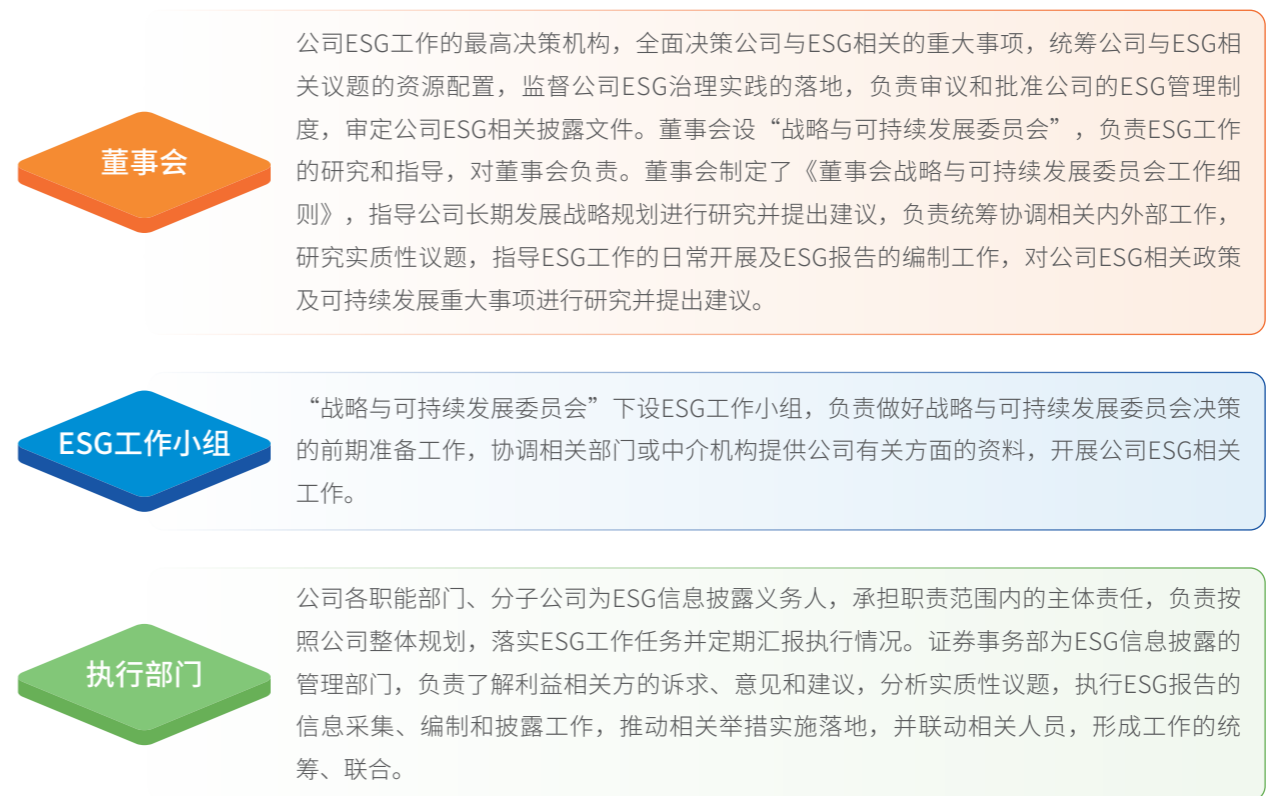 董事会
公司ESG工作的最高决策机构，全面决策公司与ESG相关的重大事项，统筹公司与ESG相
关议题的资源配置，监督公司ESG治理实践的落地，负责审议和批准公司的ESG管理制
度，审定公司ESG相关披露文件。董事会设“战略与可持续发展委员会”，负责ESG工作
的研究和指导，对董事会负责。董事会制定了《董事会战略与可持续发展委员会工作细
则》，指导公司长期发展战略规划进行研究并提出建议，负责统筹协调相关内外部工作，
研究实质性议题，指导ESG工作的日常开展及ESG报告的编制工作，对公司ESG相关政策
及可持续发展重大事项进行研究并提出建议。
ESG工作小组
“战略与可持续发展委员会”下设ESG工作小组，负责做好战略与可持续发展委员会决策
的前期准备工作，协调相关部门或中介机构提供公司有关方面的资料，开展公司ESG相关
工作。
执行部门
公司各职能部门、分子公司为ESG信息披露义务人，承担职责范围内的主体责任，负责按
照公司整体规划，落实ESG工作任务并定期汇报执行情况。证券事务部为ESG信息披露的
管理部门，负责了解利益相关方的诉求、意见和建议，分析实质性议题，执行ESG报告的
信息采集、编制和披露工作，推动相关举措实施落地，并联动相关人员，形成工作的统
筹、联合。